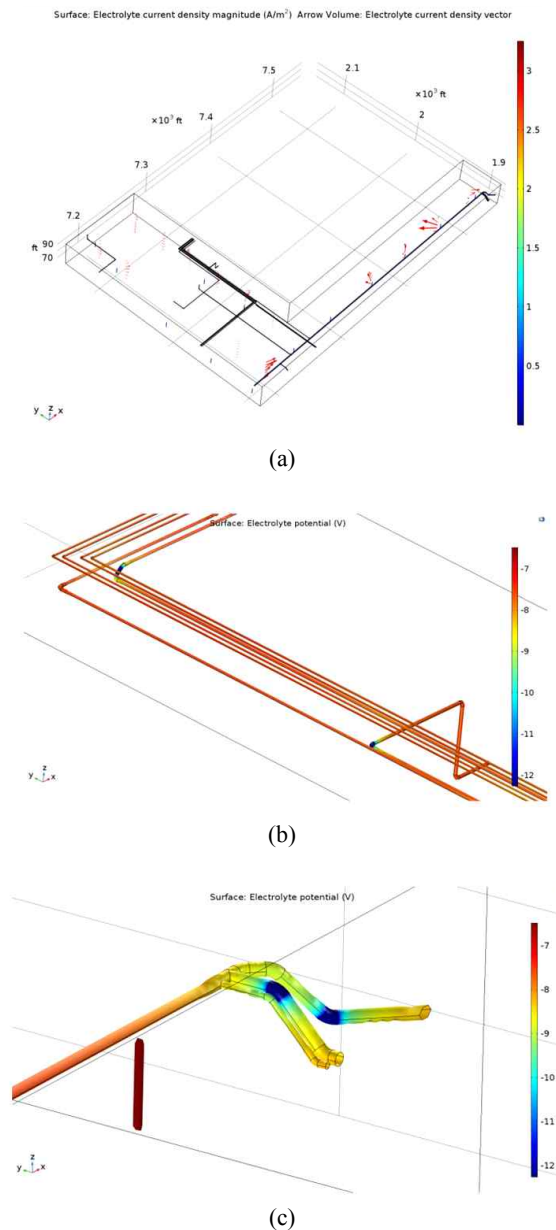 Surface: Electrolyte current density magnitude (A/m²) Arrow Volume: Electrolyte current density vector
3
2.5
2
1.5
1
0.5
2.1
×10³ ft
2
1.9
7.5
7.4
×10³ ft
7.3
7.2
ft 90
70
y z x
(a)
Surface: Electrolyte potential (V)
-7
-8
-9
-10
-11
-12
y z x
(b)
Surface: Electrolyte potential (V)
-7
-8
-9
-10
-11
-12
y z x
(c)